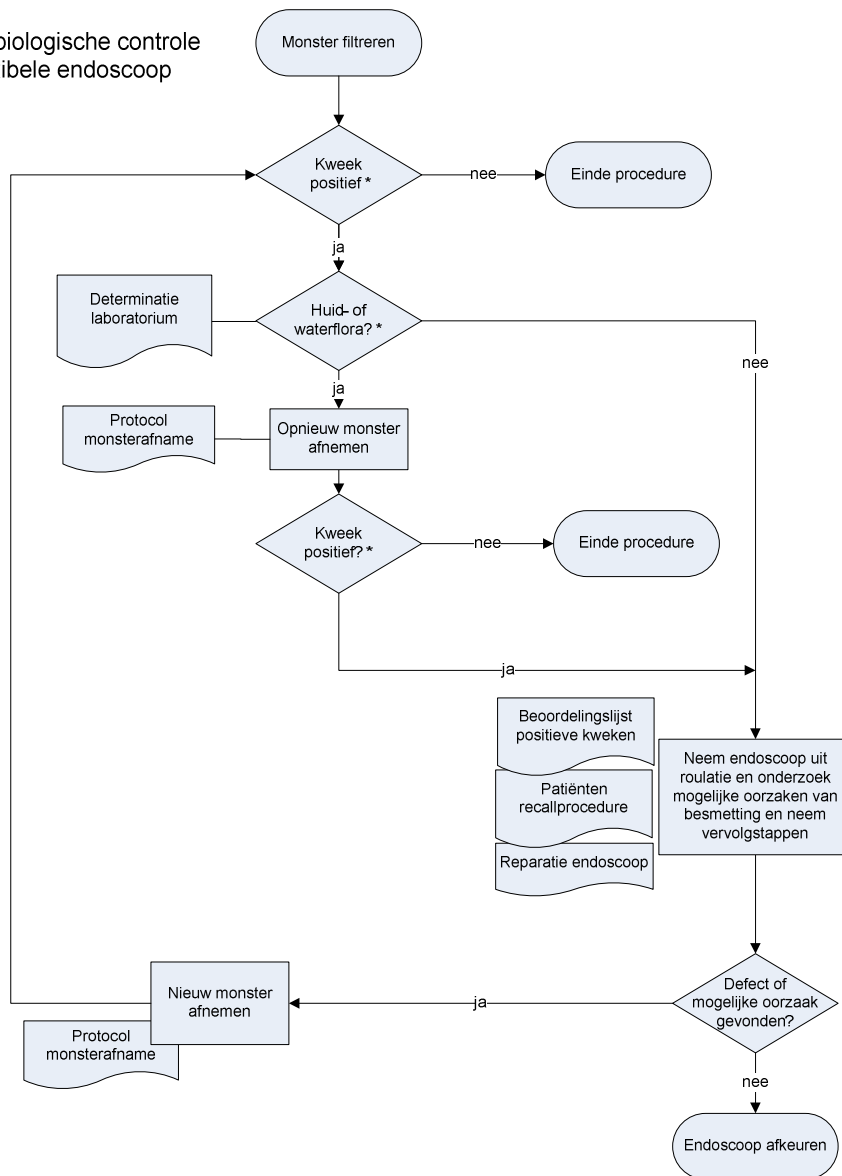 biologische controle
ibele endoscoop
Monster filtreren
Kweek
positief *
nee
Einde procedure
ja
Determinatie
laboratorium
Huid- of
waterflora? *
nee
ja
Protocol
monsterafname
Opnieuw monster
afnemen
Kweek
positief? *
nee
Einde procedure
ja
Beoordelingslijst
positieve kweken
Patiënten
recallprocedure
Reparatie endoscoop
Neem endoscoop uit
roulatie en onderzoek
mogelijke oorzaken van
besmetting en neem
vervolgstappen
Defect of
mogelijke oorzaak
gevonden?
ja
Nieuw monster
afnemen
Protocol
monsterafname
nee
Endoscoop afkeuren